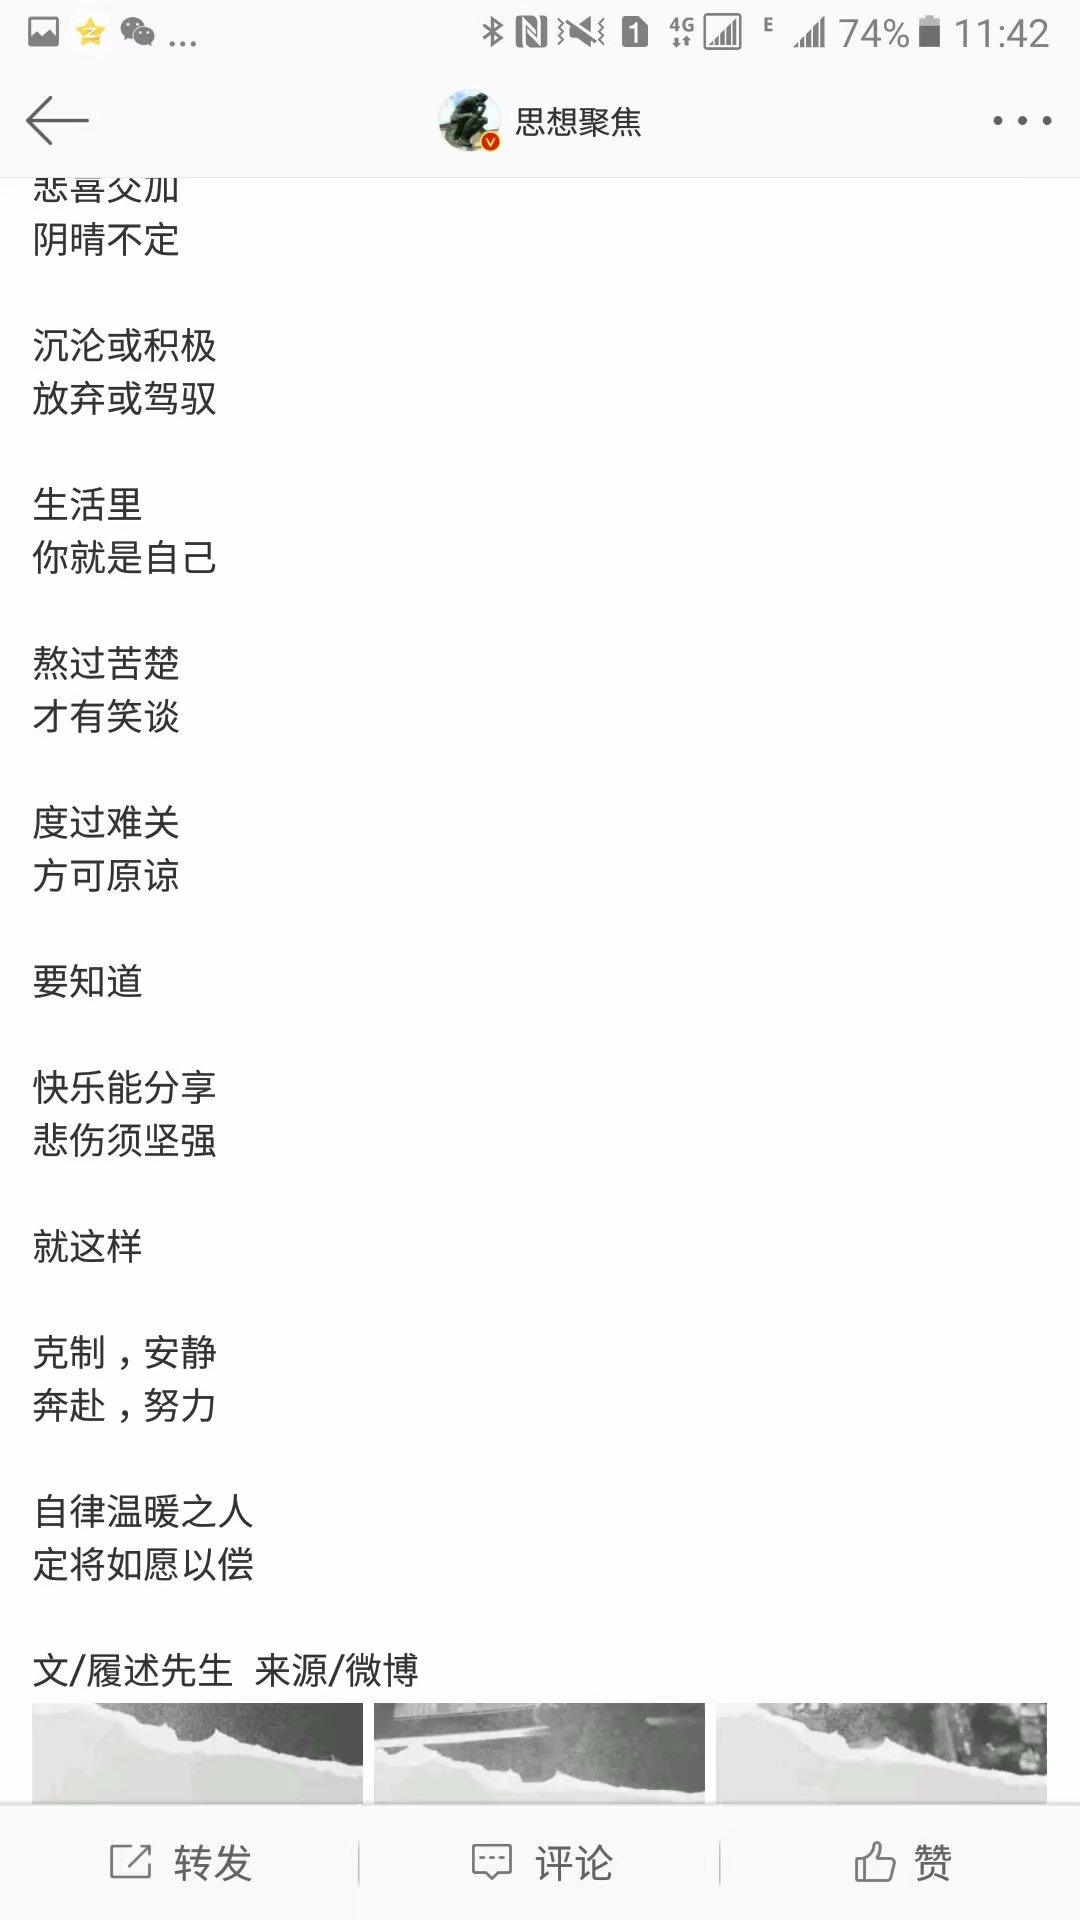 ... 1 4G E 74% 11:42
思想聚焦
悲喜交加
阴晴不定
沉沦或积极
放弃或驾驭
生活里
你就是自己
熬过苦楚
才有笑谈
度过难关
方可原谅
要知道
快乐能分享
悲伤须坚强
就这样
克制，安静
奔赴，努力
自律温暖之人
定将如愿以偿
文/履述先生 来源/微博
转发 评论 赞